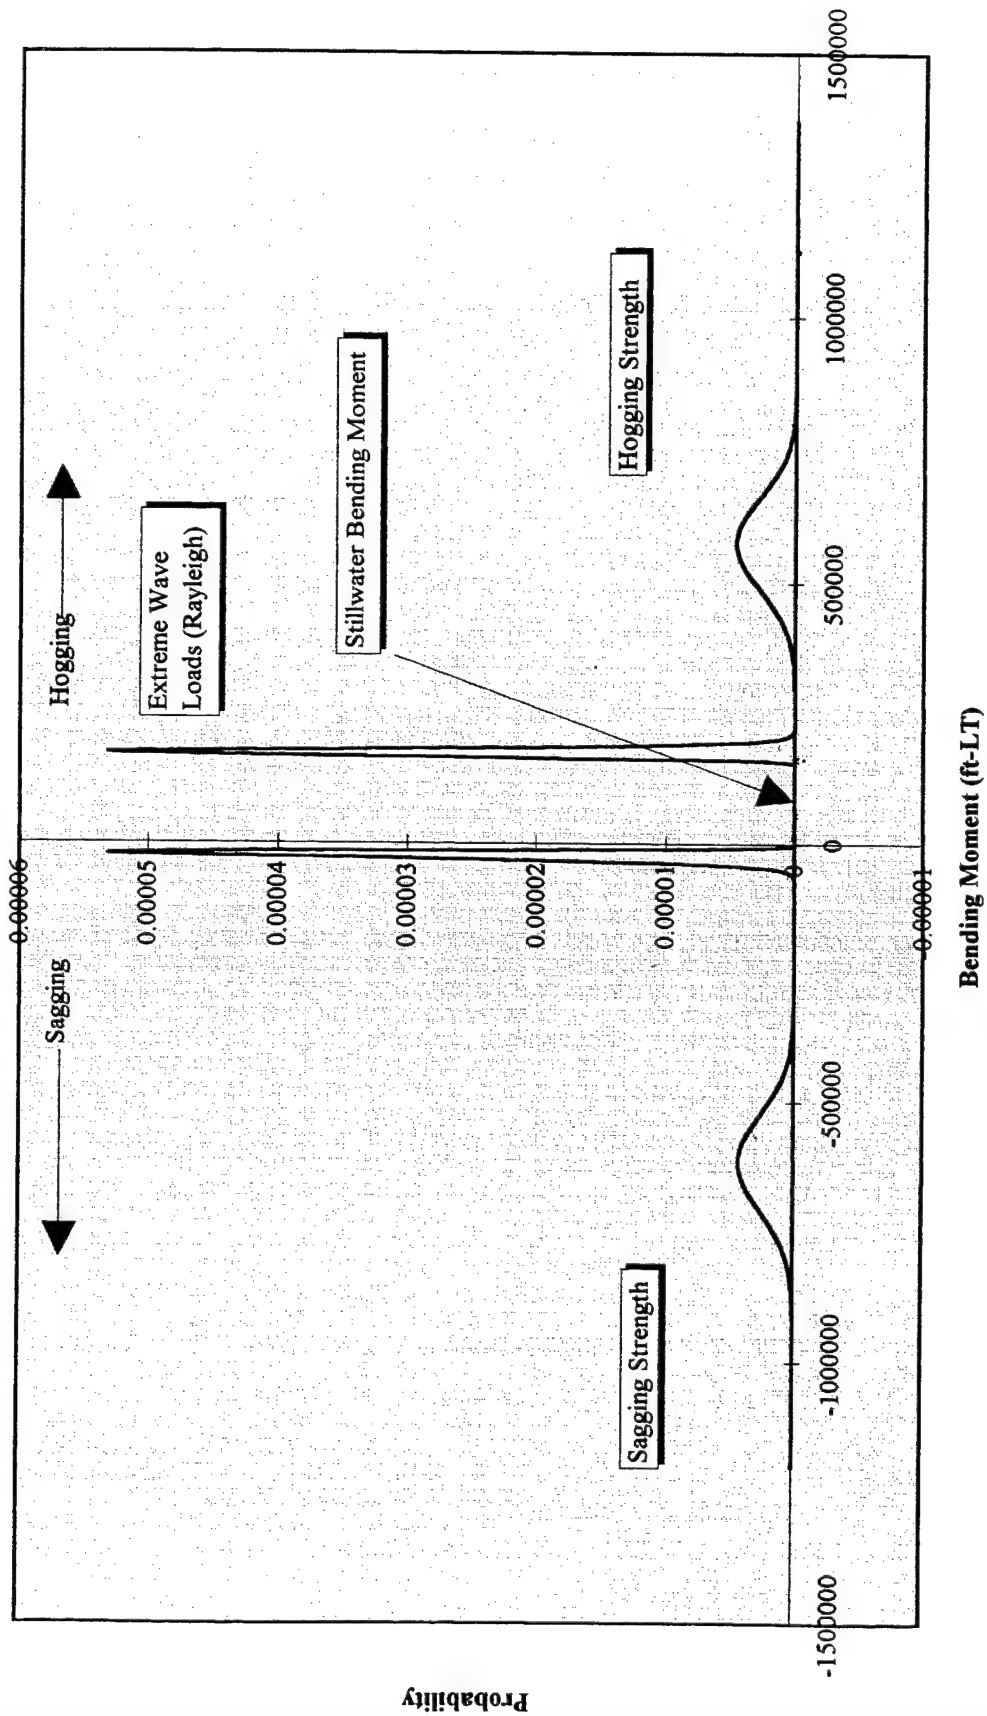 Sagging
Hogging
Extreme Wave
Loads (Rayleigh)
Stillwater Bending Moment
Hogging Strength
Sagging Strength
0.00006
0.00005
0.00004
0.00003
0.00002
0.00001
0
-0.00001
-1500000
-1000000
-500000
0
500000
1000000
1500000
Probability
Bending Moment (ft-LT)